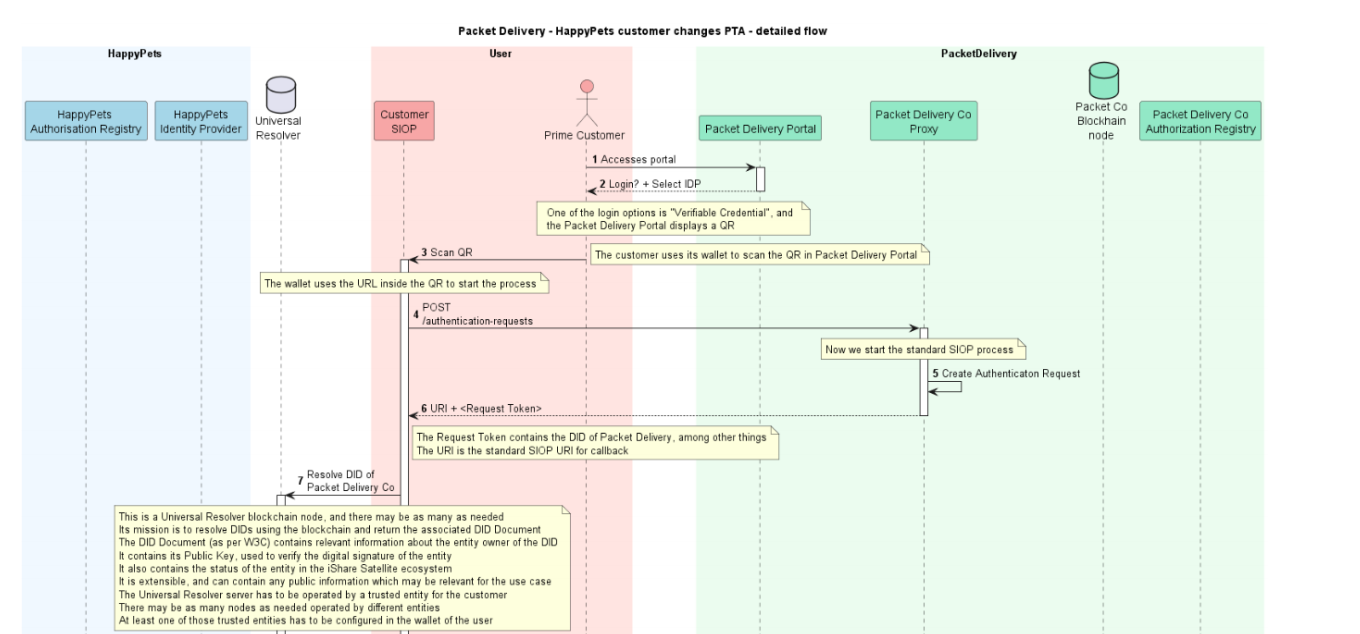 Packet Delivery - HappyPets customer changes PTA - detailed flow
HappyPets
User
PacketDelivery
HappyPets
Authorisation Registry
HappyPets
Identity Provider
Universal
Resolver
Customer
SIOP
Prime Customer
Packet Delivery Portal
Packet Delivery Co
Proxy
Packet Co
Blockhain
node
Packet Delivery Co
Authorization Registry
1 Accesses portal
2 Login? + Select IDP
One of the login options is "Verifiable Credential", and
the Packet Delivery Portal displays a QR
3 Scan QR
The customer uses its wallet to scan the QR in Packet Delivery Portal
The wallet uses the URL inside the QR to start the process
4 POST
/authentication-requests
Now we start the standard SIOP process
5 Create Authenticaton Request
6 URI + <Request Token>
The Request Token contains the DID of Packet Delivery, among other things
The URI is the standard SIOP URI for callback
7 Resolve DID of
Packet Delivery Co
This is a Universal Resolver blockchain node, and there may be as many as needed
Its mission is to resolve DIDs using the blockchain and return the associated DID Document
The DID Document (as per W3C) contains relevant information about the entity owner of the DID
It contains its Public Key, used to verify the digital signature of the entity
It also contains the status of the entity in the iShare Satellite ecosystem
It is extensible, and can contain any public information which may be relevant for the use case
The Universal Resolver server has to be operated by a trusted entity for the customer
There may be as many nodes as needed operated by different entities
At least one of those trusted entities has to be configured in the wallet of the user